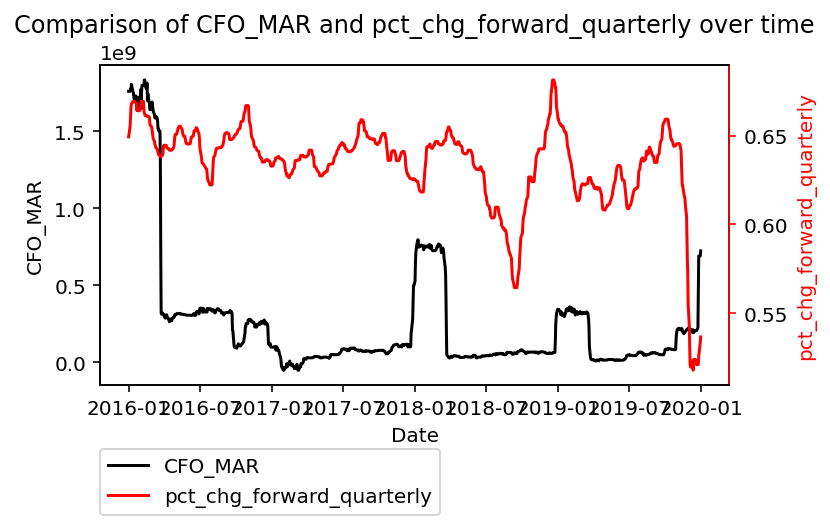 Comparison of CFO_MAR and pct_chg_forward_quarterly over time
1e9
1.5
1.0
0.5
0.0
CFO_MAR
0.65
0.60
0.55
pct_chg_forward_quarterly
2016-01 2016-07 2017-01 2017-07 2018-01 2018-07 2019-01 2019-07 2020-01
Date
CFO_MAR
pct_chg_forward_quarterly